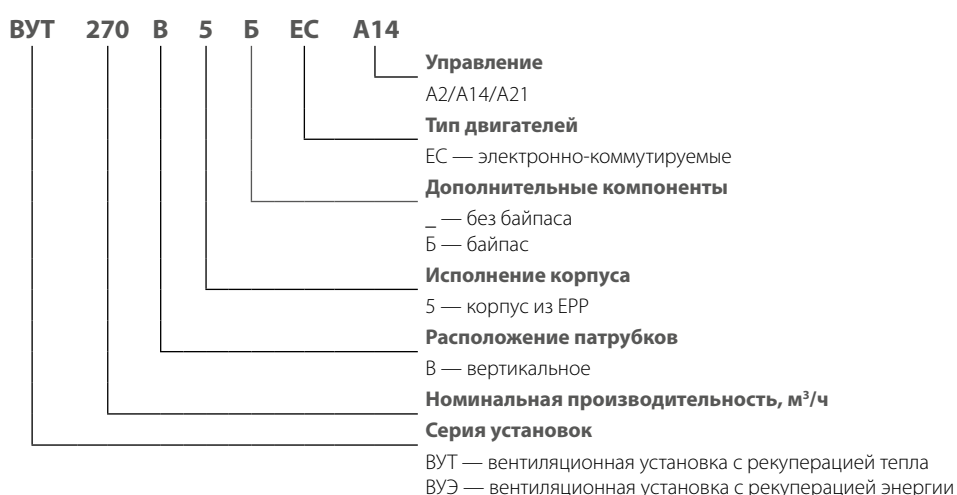 ВУТ 270 В 5 Б ЕС А14
Управление
А2/А14/А21
Тип двигателей
ЕС — электронно-коммутируемые
Дополнительные компоненты
_ — без байпаса
Б — байпас
Исполнение корпуса
5 — корпус из EPP
Расположение патрубков
В — вертикальное
Номинальная производительность, м³/ч
Серия установок
ВУТ — вентиляционная установка с рекуперацией тепла
ВУЭ — вентиляционная установка с рекуперацией энергии